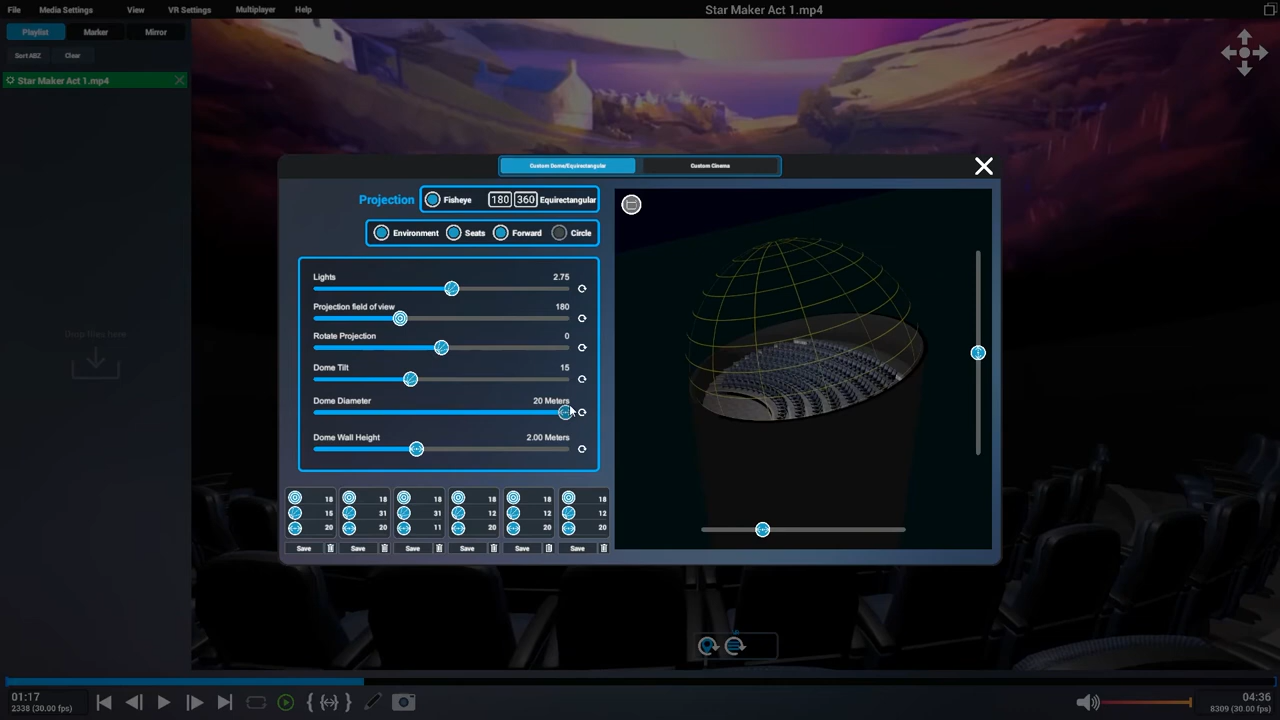 File Media Settings View VR Settings Multiplayer Help Star Maker Act 1.mp4
Playlist Marker Mirror
Sort ABZ Clear
Star Maker Act 1.mp4
Custom Dome/Equirectangular Custom Cinema
Projection Fisheye 180 360 Equirectangular
Environment Seats Forward Circle
Lights 2.75
Projection field of view 180
Rotate Projection 0
Drop files here
Dome Tilt 15
Dome Diameter 20 Meters
Dome Wall Height 2.00 Meters
18 18 18 18 18 18
15 31 31 12 12 12
20 20 11 20 20 20
Save Save Save Save Save Save
01:17 04:36
2338 (30.00 fps) 8309 (30.00 fps)